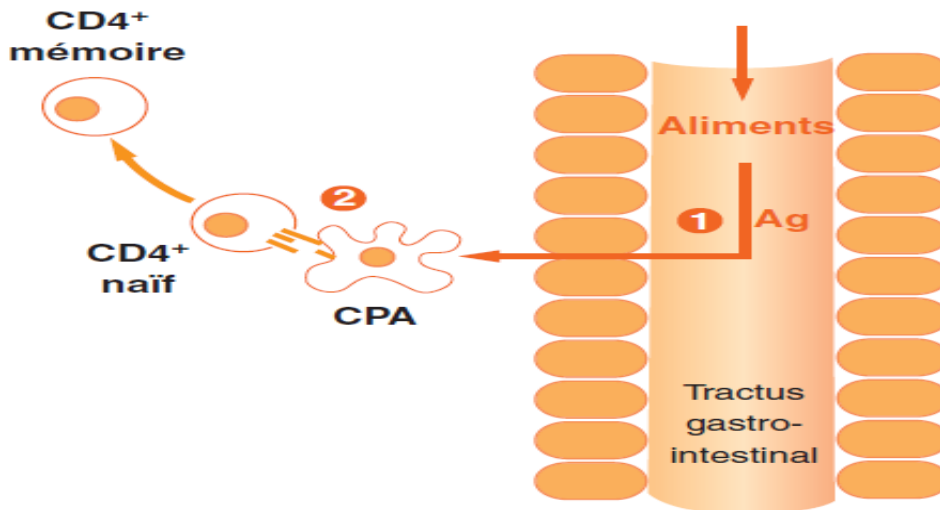 CD4⁺
mémoire
Aliments
2
1
Ag
CD4⁺
naïf
CPA
Tractus
gastro-
intestinal